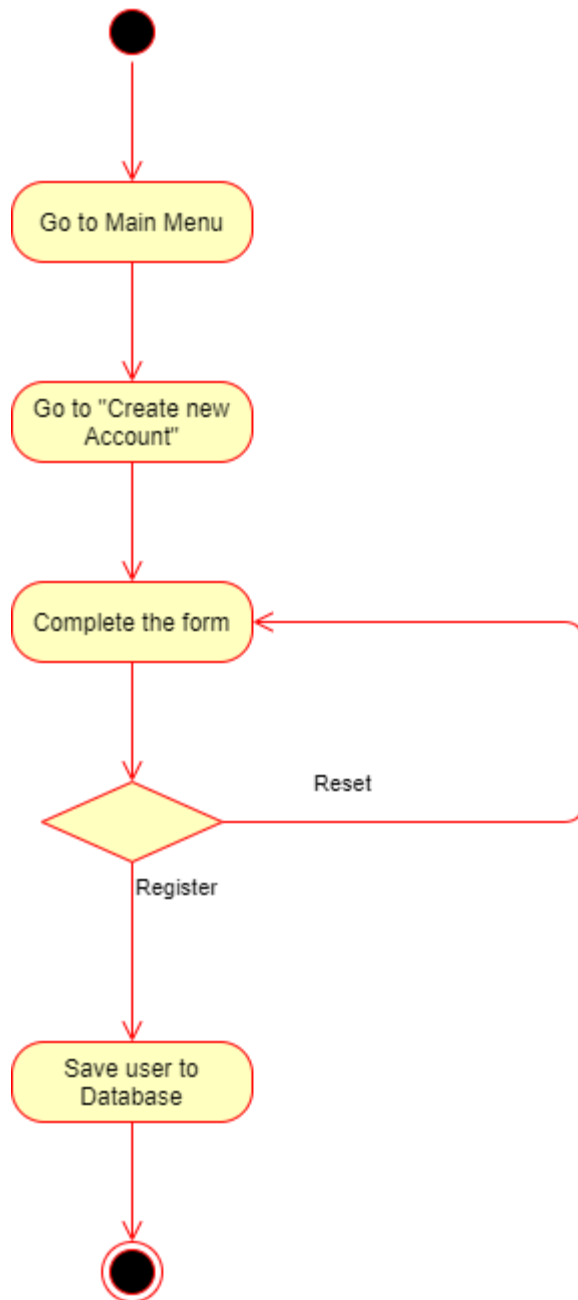 Go to Main Menu
Go to "Create new
Account"
Complete the form
Reset
Register
Save user to
Database